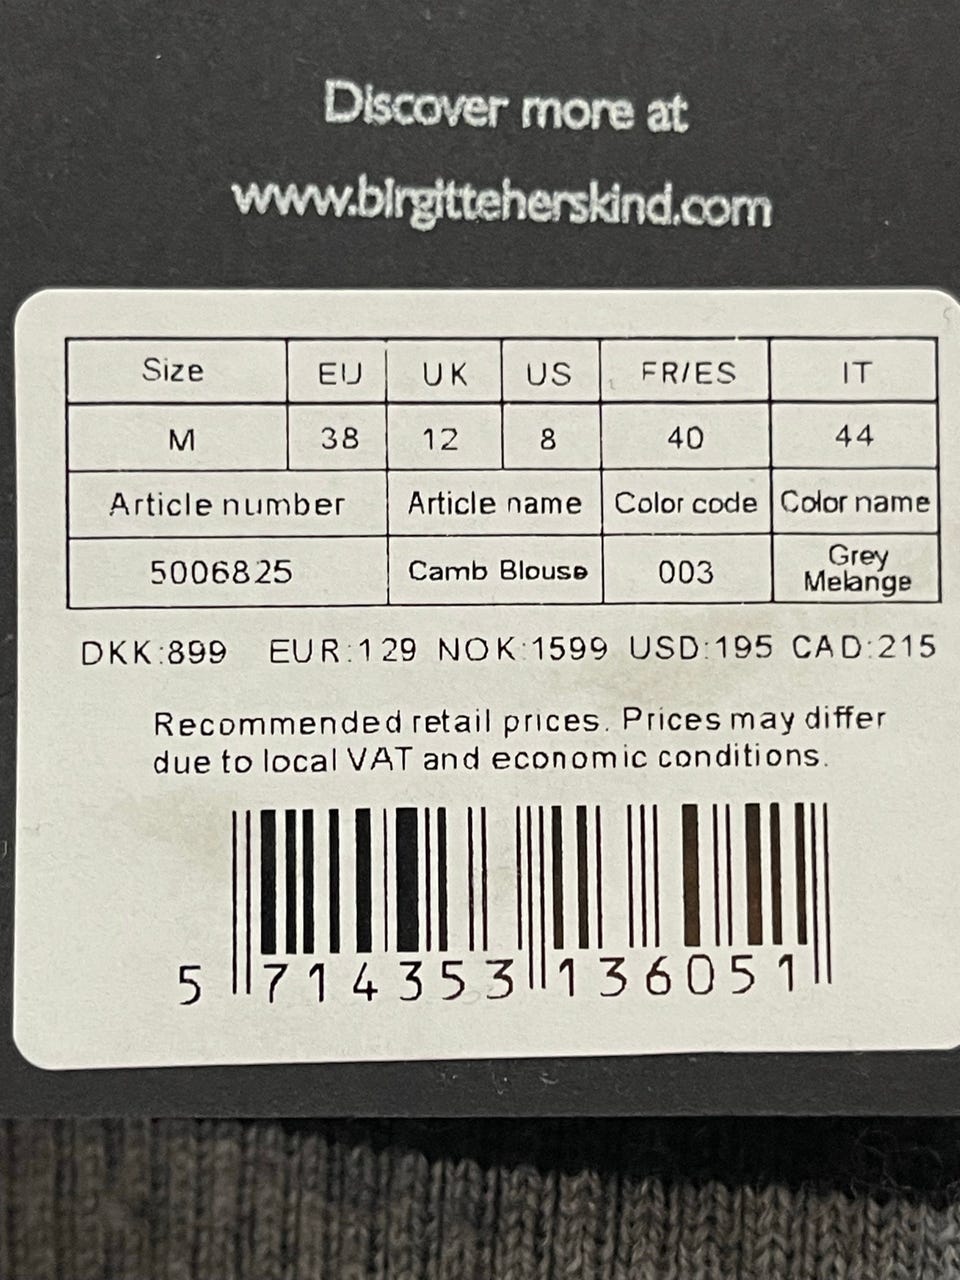 Discover more at
www.birgitteherskind.com
Size EU UK US FR/ES IT
M 38 12 8 40 44
Article number Article name Color code Color name
5006825 Camb Blouse 003 Grey Melange
DKK:899 EUR:129 NOK:1599 USD:195 CAD:215
Recommended retail prices. Prices may differ
due to local VAT and economic conditions.
5 714353 136051